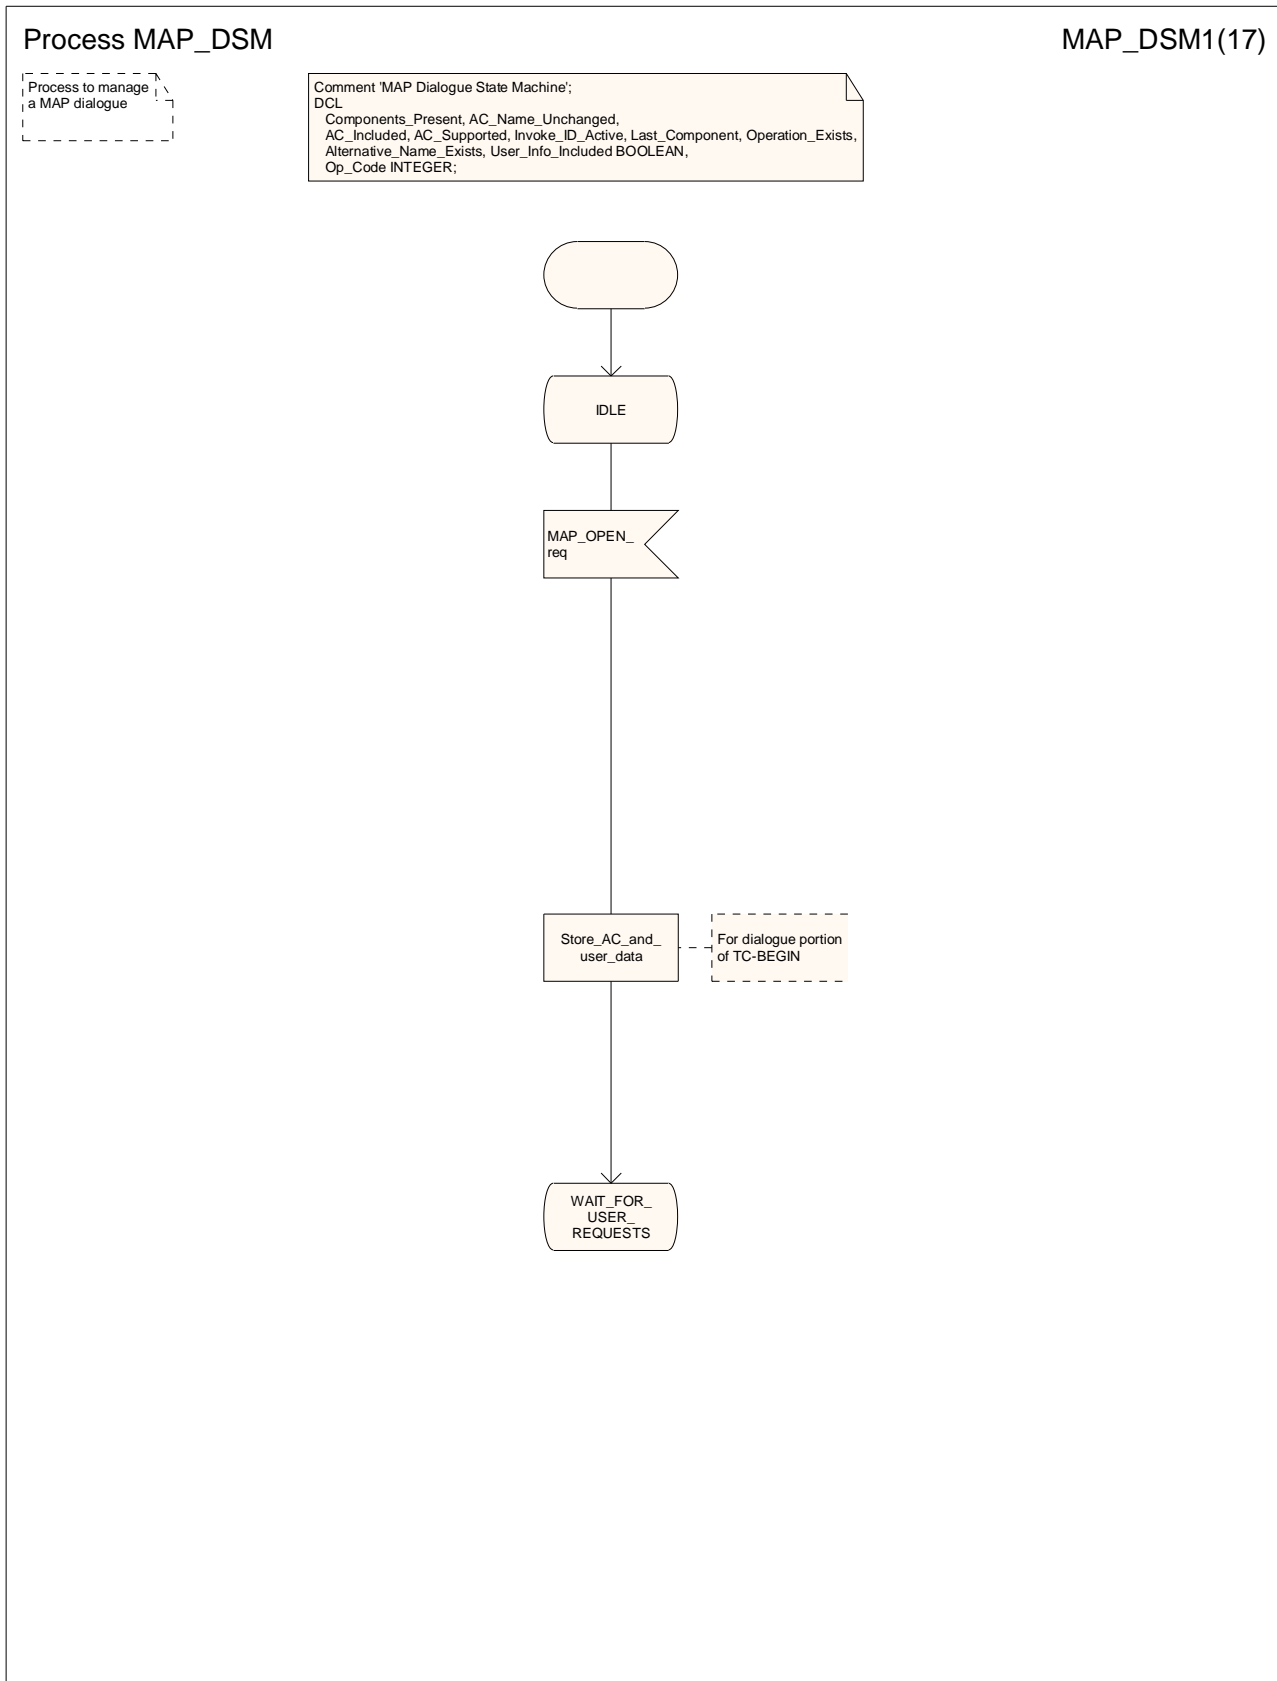 Process MAP_DSM
MAP_DSM1(17)
Process to manage
a MAP dialogue
Comment 'MAP Dialogue State Machine';
DCL
Components_Present, AC_Name_Unchanged,
AC_Included, AC_Supported, Invoke_ID_Active, Last_Component, Operation_Exists,
Alternative_Name_Exists, User_Info_Included BOOLEAN,
Op_Code INTEGER;
IDLE
MAP_OPEN_
req
Store_AC_and_
user_data
For dialogue portion
of TC-BEGIN
WAIT_FOR_
USER_
REQUESTS